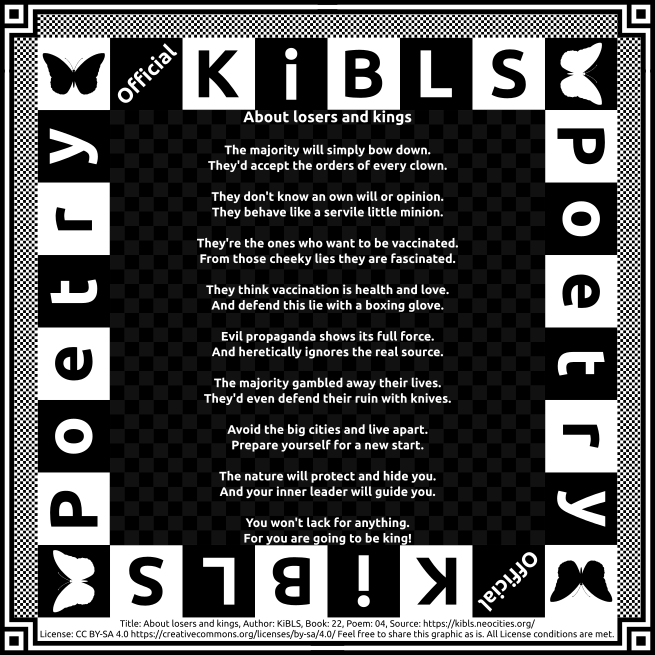 Official KiBLS
Poetry
Poetry
About losers and kings
The majority will simply bow down.
They'd accept the orders of every clown.
They don't know an own will or opinion.
They behave like a servile little minion.
They're the ones who want to be vaccinated.
From those cheeky lies they are fascinated.
They think vaccination is health and love.
And defend this lie with a boxing glove.
Evil propaganda shows its full force.
And heretically ignores the real source.
The majority gambled away their lives.
They'd even defend their ruin with knives.
Avoid the big cities and live apart.
Prepare yourself for a new start.
The nature will protect and hide you.
And your inner leader will guide you.
You won't lack for anything.
For you are going to be king!
Official KiBLS
Title: About losers and kings, Author: KiBLS, Book: 22, Poem: 04, Source: https://kibls.neocities.org/
License: CC BY-SA 4.0 https://creativecommons.org/licenses/by-sa/4.0/ Feel free to share this graphic as is. All License conditions are met.